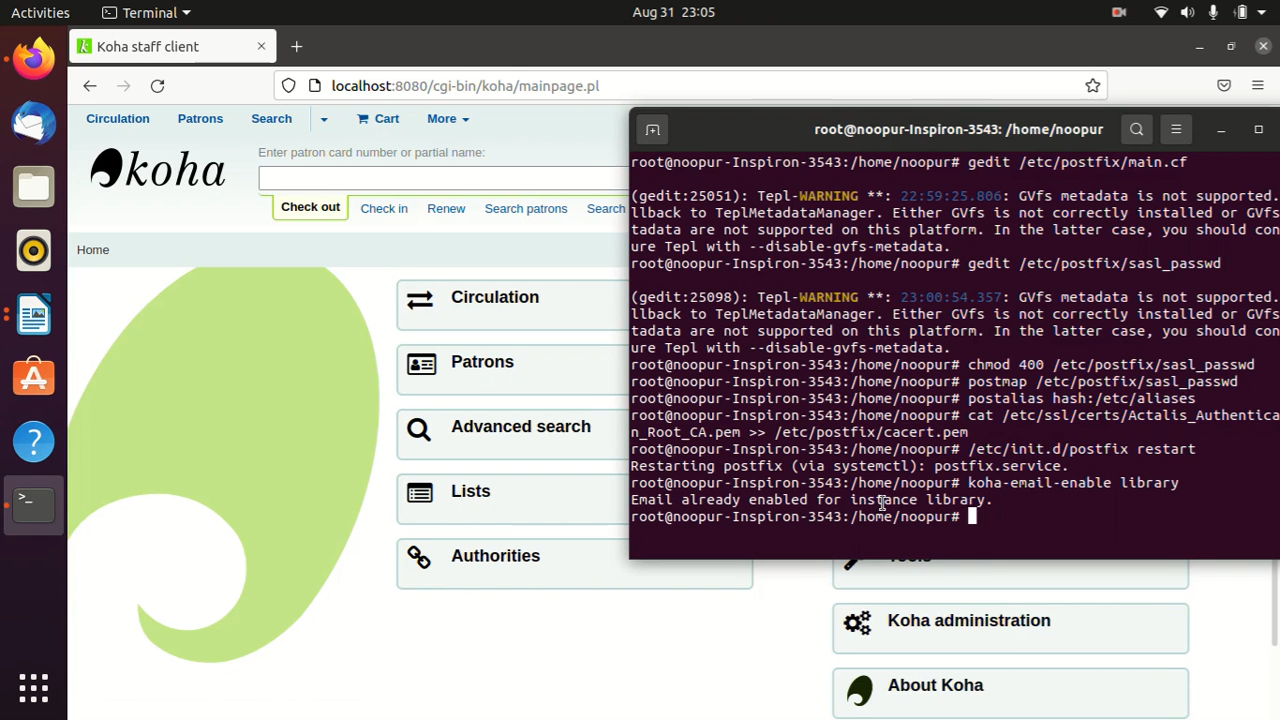 Activities
Terminal
Aug 31 23:05
Koha staff client
localhost:8080/cgi-bin/koha/mainpage.pl
Circulation Patrons Search Cart More
koha
Enter patron card number or partial name:
Check out Check in Renew Search patrons Search
Home
Circulation
Patrons
Advanced search
Lists
Authorities
Koha administration
About Koha
root@noopur-Inspiron-3543: /home/noopur
root@noopur-Inspiron-3543:/home/noopur# gedit /etc/postfix/main.cf
(gedit:25051): Tepl-WARNING **: 22:59:25.806: GVfs metadata is not supported.
llback to TeplMetadataManager. Either GVfs is not correctly installed or GVfs
tadata are not supported on this platform. In the latter case, you should con
ure Tepl with --disable-gvfs-metadata.
root@noopur-Inspiron-3543:/home/noopur# gedit /etc/postfix/sasl_passwd
(gedit:25098): Tepl-WARNING **: 23:00:54.357: GVfs metadata is not supported.
llback to TeplMetadataManager. Either GVfs is not correctly installed or GVfs
tadata are not supported on this platform. In the latter case, you should con
ure Tepl with --disable-gvfs-metadata.
root@noopur-Inspiron-3543:/home/noopur# chmod 400 /etc/postfix/sasl_passwd
root@noopur-Inspiron-3543:/home/noopur# postmap /etc/postfix/sasl_passwd
root@noopur-Inspiron-3543:/home/noopur# postalias hash:/etc/aliases
root@noopur-Inspiron-3543:/home/noopur# cat /etc/ssl/certs/Actalis_Authentica
n_Root_CA.pem >> /etc/postfix/cacert.pem
root@noopur-Inspiron-3543:/home/noopur# /etc/init.d/postfix restart
Restarting postfix (via systemctl): postfix.service.
root@noopur-Inspiron-3543:/home/noopur# koha-email-enable library
Email already enabled for instance library.
root@noopur-Inspiron-3543:/home/noopur#